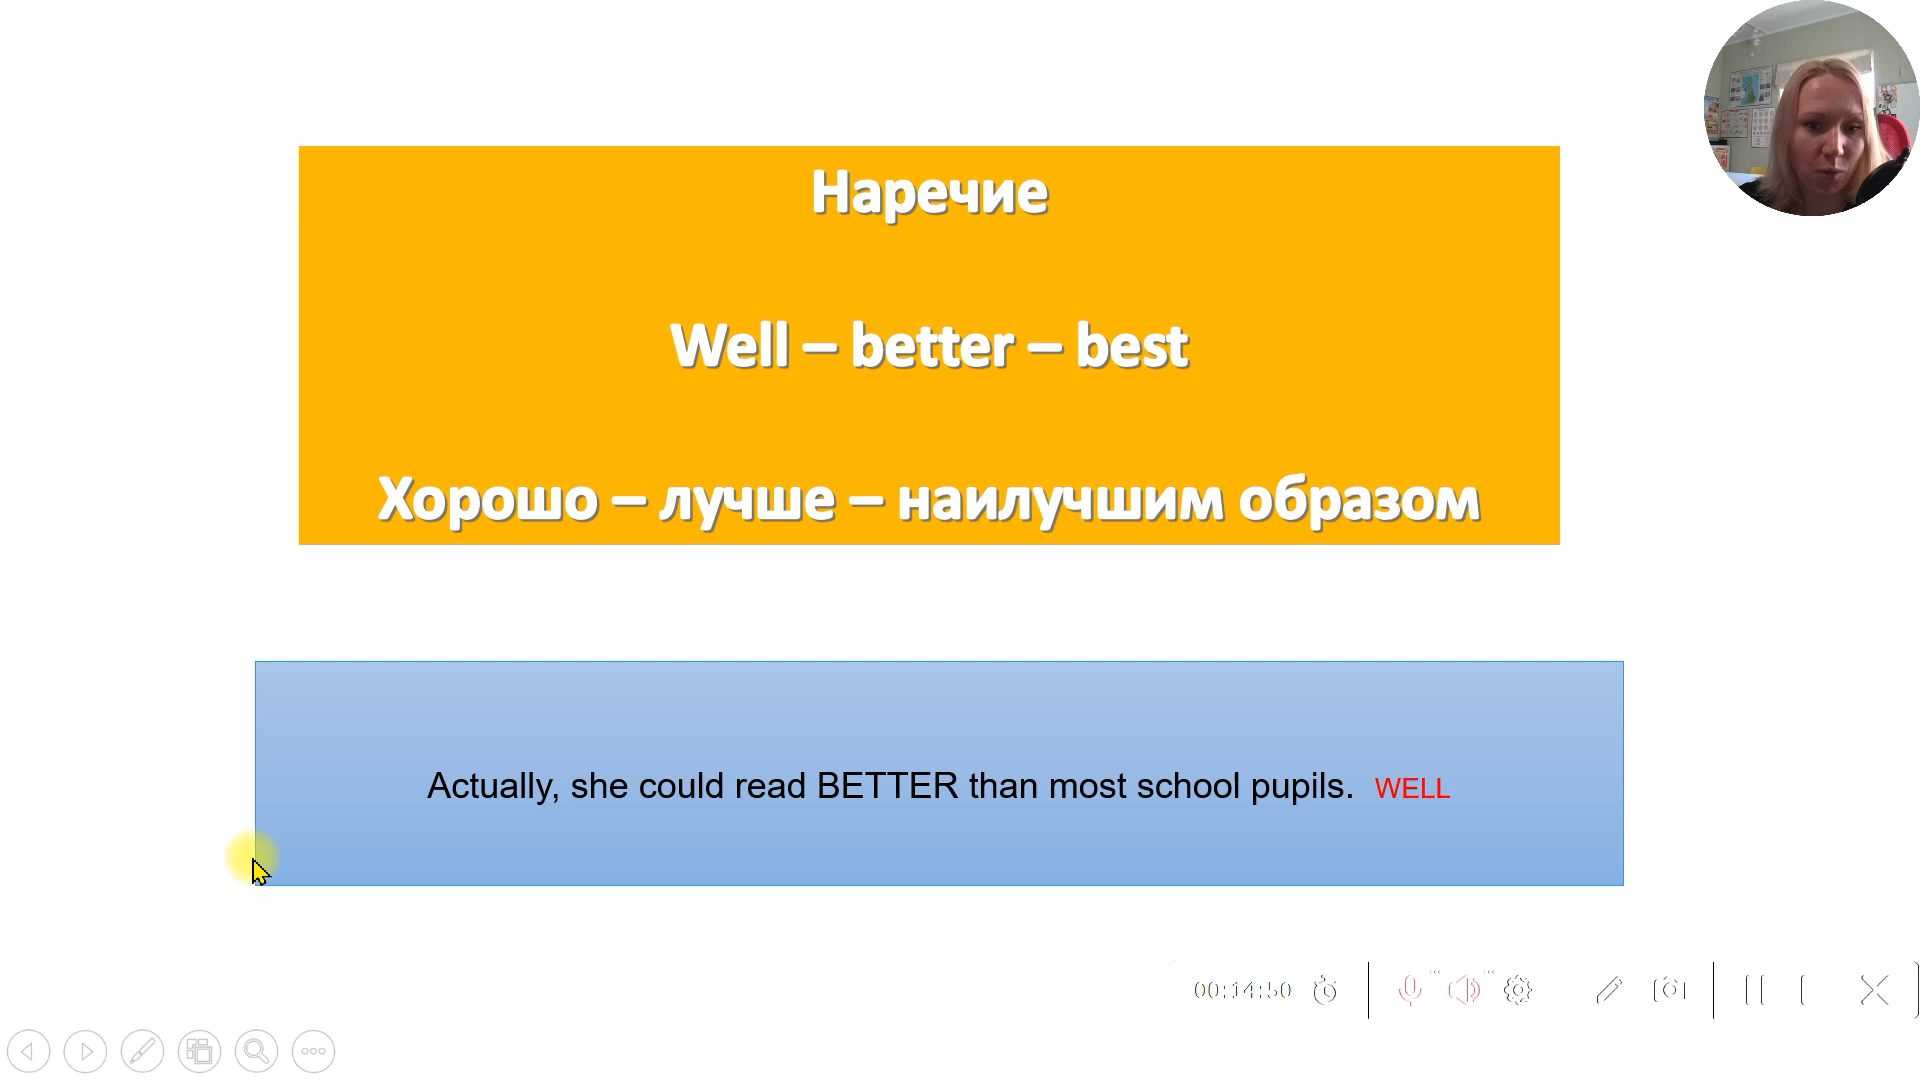 Наречие
Well – better – best
Хорошо – лучше – наилучшим образом
Actually, she could read BETTER than most school pupils. WELL
00:14:50